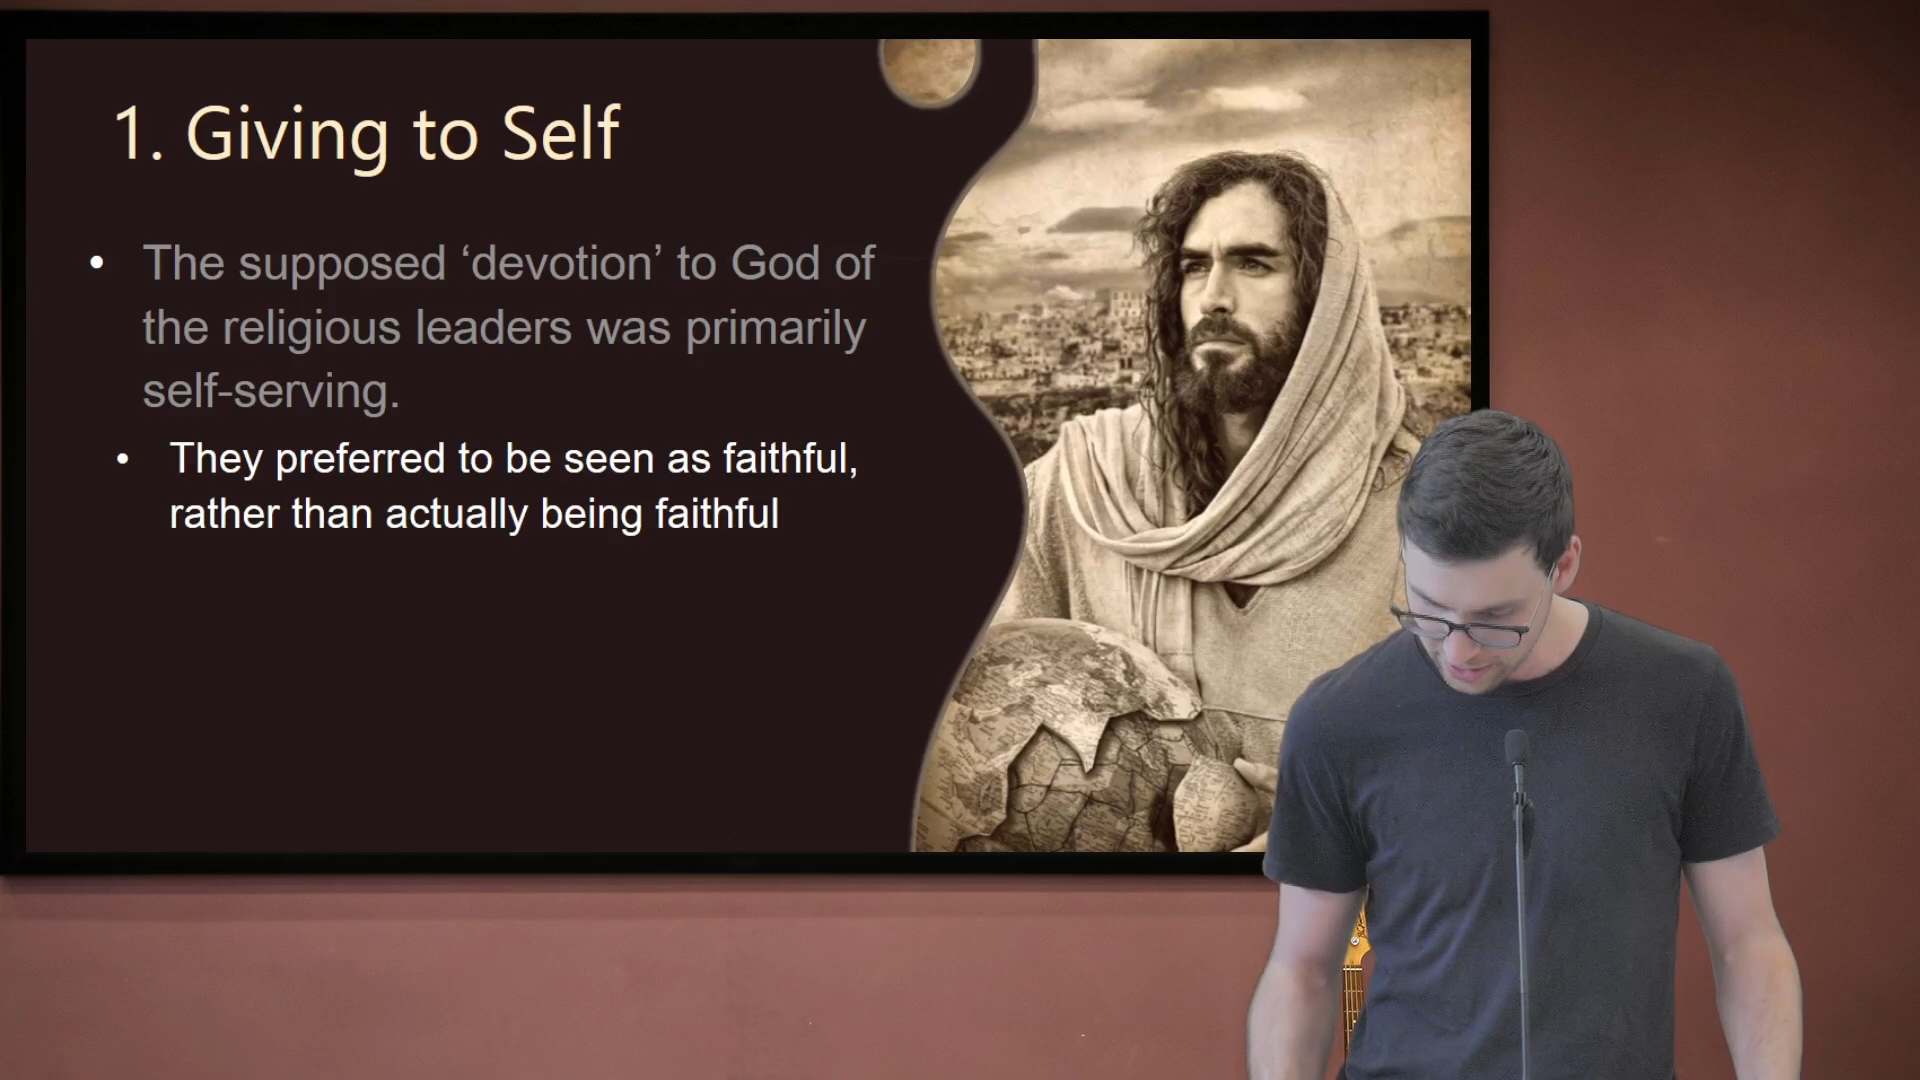 1. Giving to Self
• The supposed ‘devotion’ to God of
the religious leaders was primarily
self-serving.
• They preferred to be seen as faithful,
rather than actually being faithful